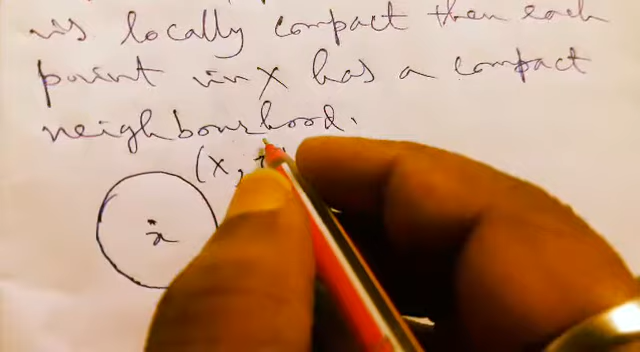 is locally compact then each
point in X has a compact
neighbourhood.
(x,
x